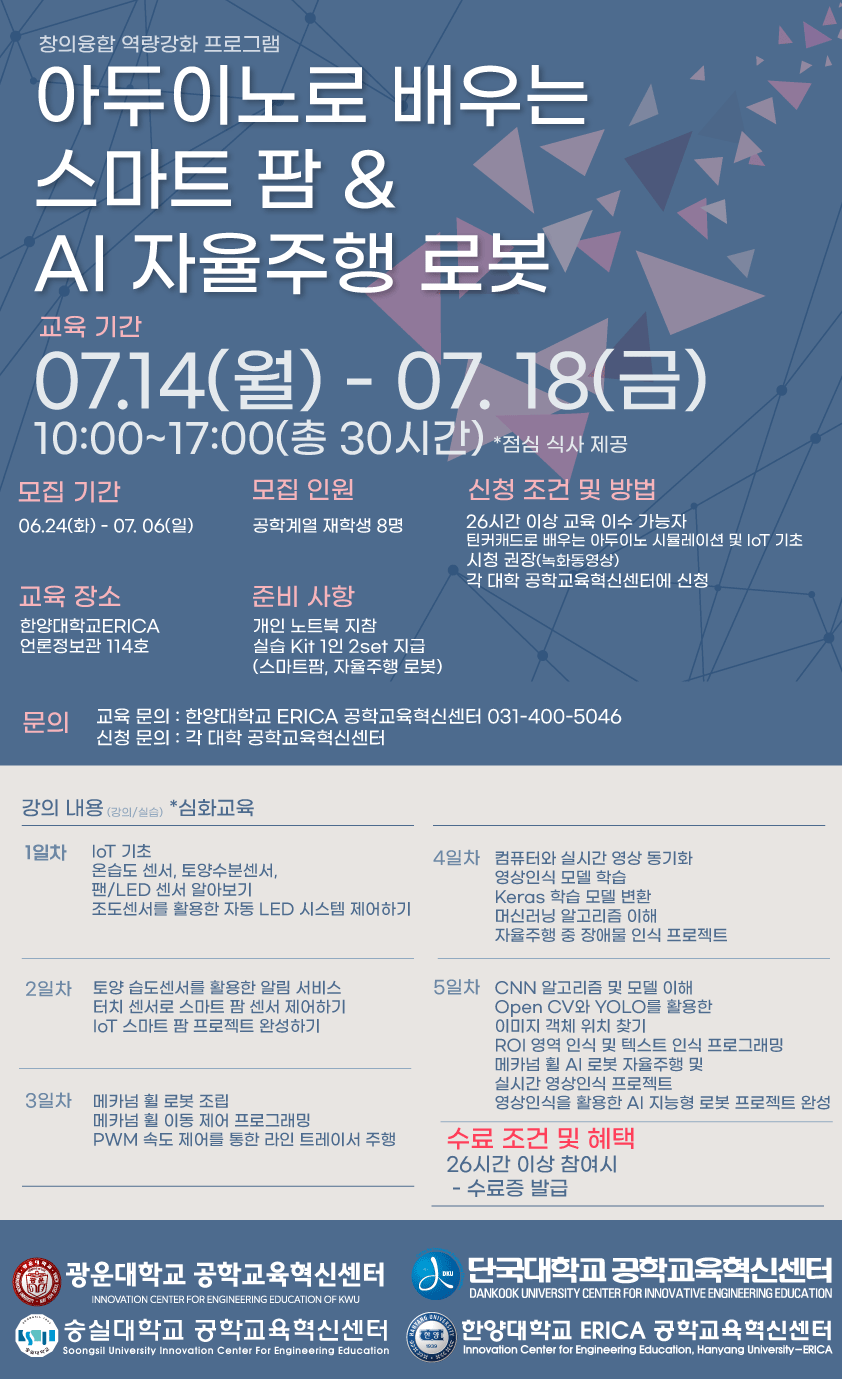 창의융합 역량강화 프로그램
아두이노로 배우는
스마트 팜 &
AI 자율주행 로봇
교육 기간
07.14(월) - 07. 18(금)
10:00~17:00(총 30시간) *점심 식사 제공
모집 기간
06.24(화) - 07. 06(일)
모집 인원
공학계열 재학생 8명
신청 조건 및 방법
26시간 이상 교육 이수 가능자
틴커캐드로 배우는 아두이노 시뮬레이션 및 IoT 기초
시청 권장(녹화동영상)
각 대학 공학교육혁신센터에 신청
교육 장소
한양대학교ERICA
언론정보관 114호
준비 사항
개인 노트북 지참
실습 Kit 1인 2set 지급
(스마트팜, 자율주행 로봇)
문의
교육 문의 : 한양대학교 ERICA 공학교육혁신센터 031-400-5046
신청 문의 : 각 대학 공학교육혁신센터
강의 내용 (강의/실습) *심화교육
1일차
IoT 기초
온습도 센서, 토양수분센서,
팬/LED 센서 알아보기
조도센서를 활용한 자동 LED 시스템 제어하기
2일차
토양 습도센서를 활용한 알림 서비스
터치 센서로 스마트 팜 센서 제어하기
IoT 스마트 팜 프로젝트 완성하기
3일차
메카넘 휠 로봇 조립
메카넘 휠 이동 제어 프로그래밍
PWM 속도 제어를 통한 라인 트레이서 주행
4일차
컴퓨터와 실시간 영상 동기화
영상인식 모델 학습
Keras 학습 모델 변환
머신러닝 알고리즘 이해
자율주행 중 장애물 인식 프로젝트
5일차
CNN 알고리즘 및 모델 이해
Open CV와 YOLO를 활용한
이미지 객체 위치 찾기
ROI 영역 인식 및 텍스트 인식 프로그래밍
메카넘 휠 AI 로봇 자율주행 및
실시간 영상인식 프로젝트
영상인식을 활용한 AI 지능형 로봇 프로젝트 완성
수료 조건 및 혜택
26시간 이상 참여시
- 수료증 발급
광운대학교 공학교육혁신센터
INNOVATION CENTER FOR ENGINEERING EDUCATION OF KWU
DKU
단국대학교 공학교육혁신센터
DANKOOK UNIVERSITY CENTER FOR INNOVATIVE ENGINEERING EDUCATION
숭실대학교 공학교육혁신센터
Soongsil University Innovation Center For Engineering Education
한양대학교 ERICA 공학교육혁신센터
Innovation Center for Engineering Education, Hanyang University-ERICA